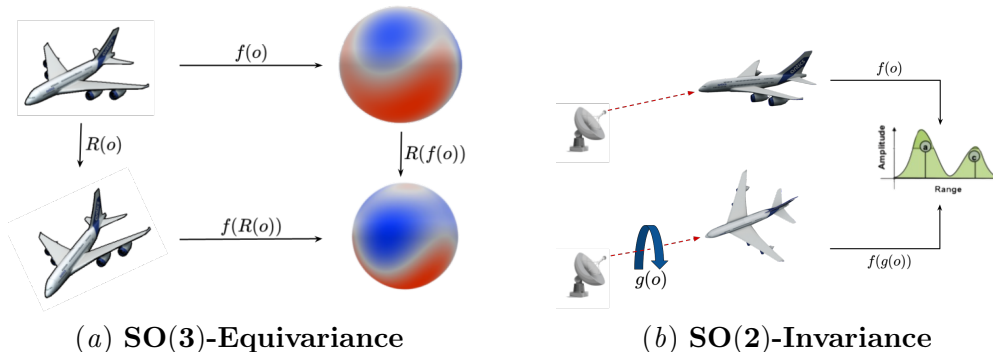 f(o)
R(o)
R(f(o))
f(R(o))
(a) SO(3)-Equivariance
f(o)
Amplitude
a
c
Range
g(o)
f(g(o))
(b) SO(2)-Invariance